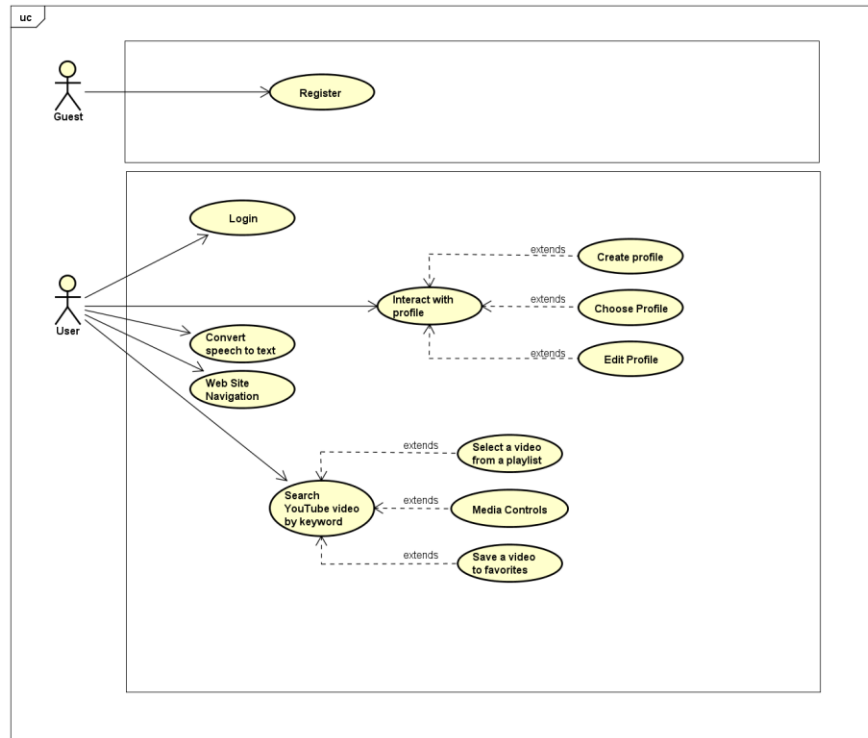 uc
Guest
Register
Login
User
Interact with
profile
extends
Create profile
extends
Choose Profile
extends
Edit Profile
Convert
speech to text
Web Site
Navigation
Search
YouTube video
by keyword
extends
Select a video
from a playlist
extends
Media Controls
extends
Save a video
to favorites